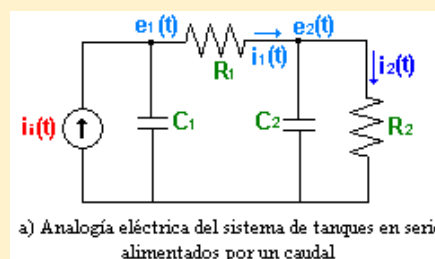 e₁(t)
e₂(t)
R₁
i₁(t)
i₂(t)
iᵢ(t)
C₁
C₂
R₂
a) Analogía eléctrica del sistema de tanques en serie
alimentados por un caudal